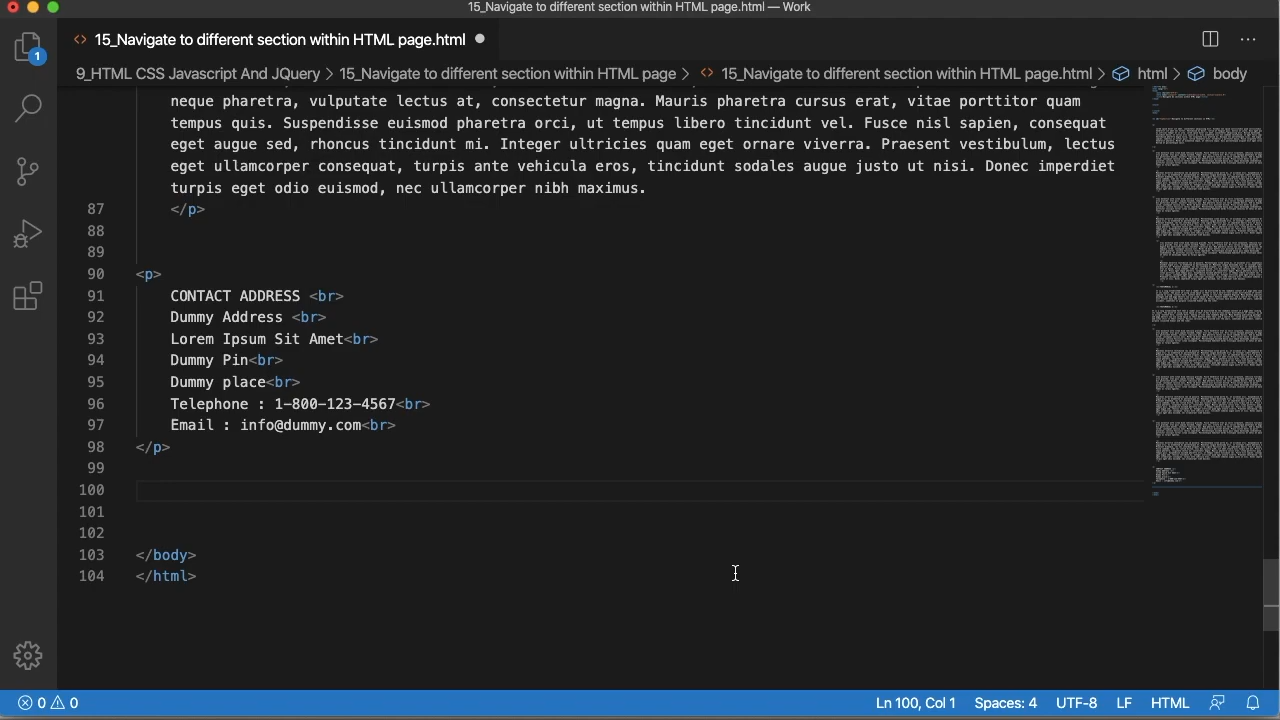 15_Navigate to different section within HTML page.html — Work
15_Navigate to different section within HTML page.html
1
9_HTML CSS Javascript And JQuery > 15_Navigate to different section within HTML page > 15_Navigate to different section within HTML page.html > html > body
neque pharetra, vulputate lectus consectetur magna. Mauris pharetra cursus erat, vitae porttitor quam
tempus quis. Suspendisse euismod pharetra orci, ut tempus libero tincidunt vel. Fusce nisl sapien, consequat
eget augue sed, rhoncus tincidunt mi. Integer ultricies quam eget ornare viverra. Praesent vestibulum, lectus
eget ullamcorper consequat, turpis ante vehicula eros, tincidunt sodales augue justo ut nisi. Donec imperdiet
turpis eget odio euismod, nec ullamcorper nibh maximus.
87 </p>
88
89
90 <p>
91 CONTACT ADDRESS <br>
92 Dummy Address <br>
93 Lorem Ipsum Sit Amet<br>
94 Dummy Pin<br>
95 Dummy place<br>
96 Telephone : 1-800-123-4567<br>
97 Email : info@dummy.com<br>
98 </p>
99
100
101
102
103 </body>
104 </html>
0 0 Ln 100, Col 1 Spaces: 4 UTF-8 LF HTML